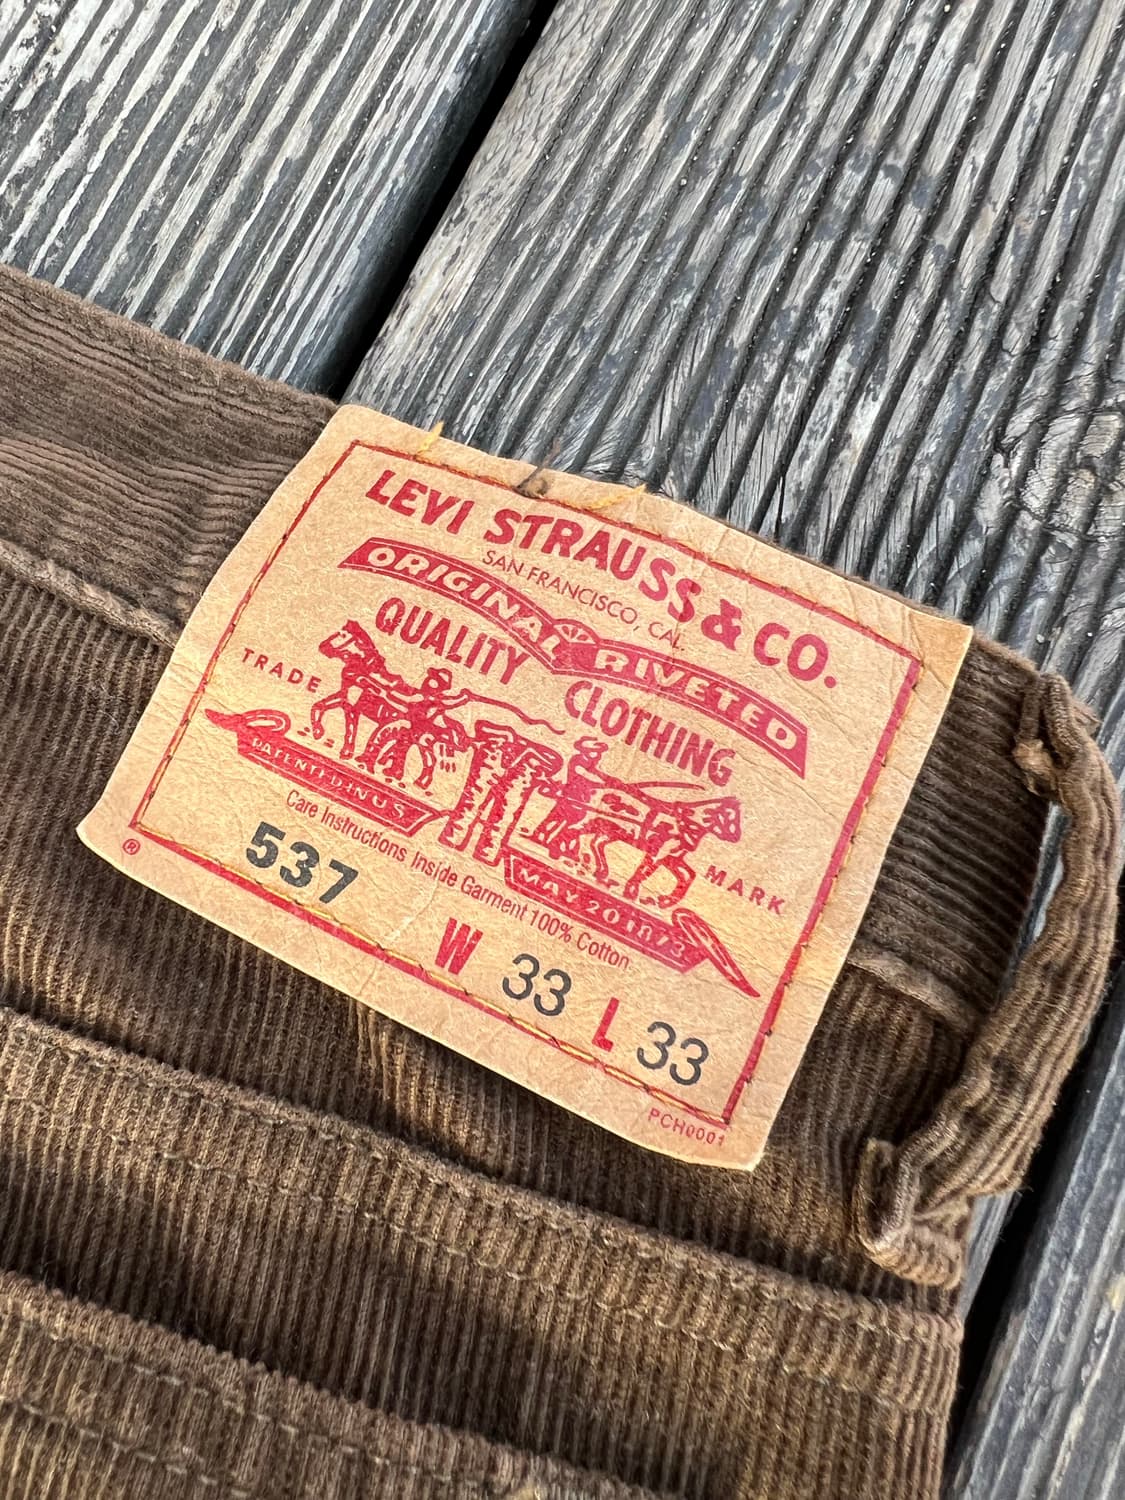 LEVI STRAUSS & CO.
SAN FRANCISCO, CAL.
ORIGINAL RIVETED
QUALITY CLOTHING
TRADE MARK
PATENTED IN U S
MAY 20 1873
Care Instructions Inside Garment 100% Cotton
537
W 33 L 33
®
PCH0001